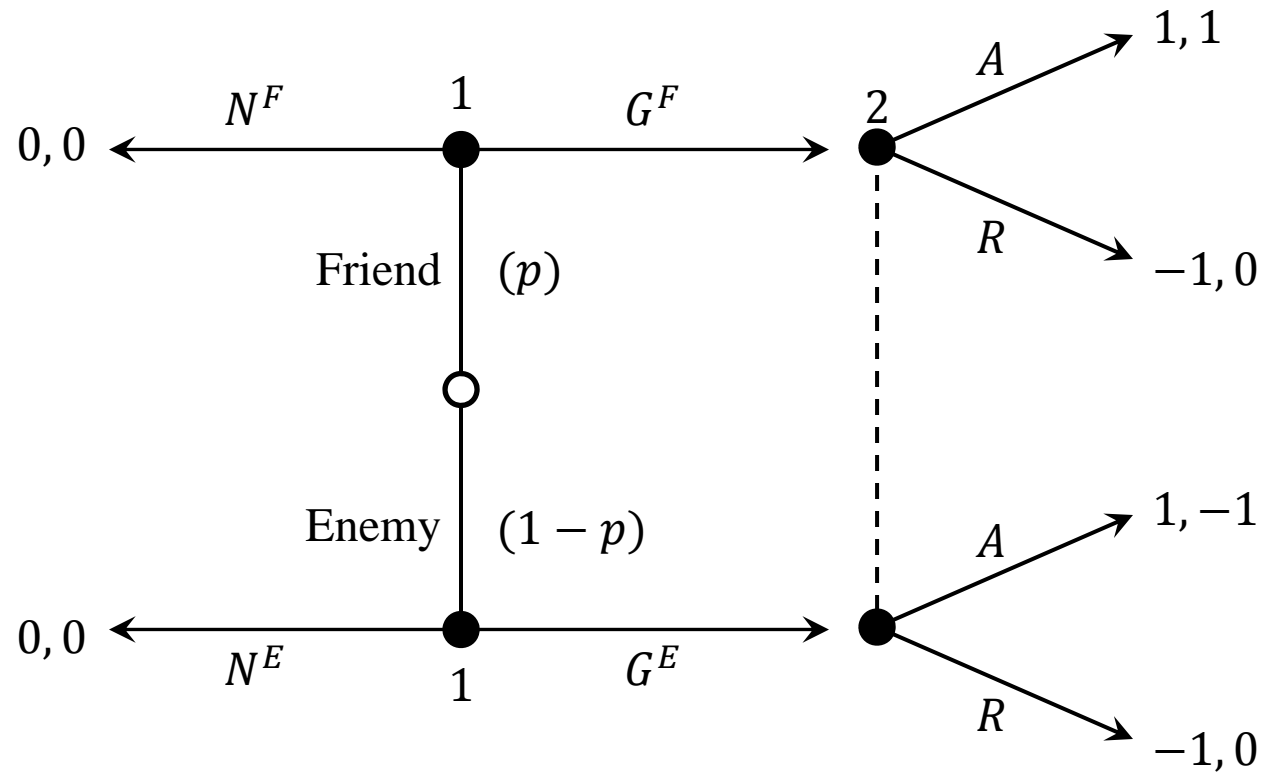 1, 1
A
N^F
1
G^F
2
0, 0
R
Friend (p)
−1, 0
Enemy (1 − p)
1, −1
A
0, 0
N^E
1
G^E
R
−1, 0